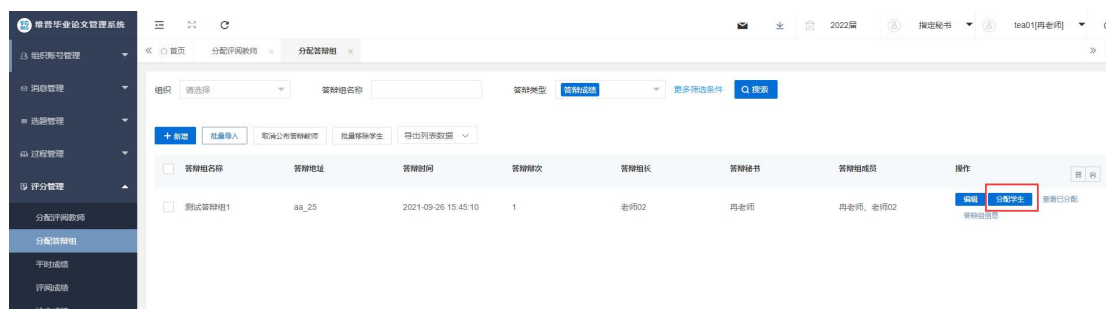 维普毕业论文管理系统
2022届 指定秘书 tea01[冉老师]
组织账号管理
首页 分配评阅教师 × 分配答辩组 ×
消息管理
组织 请选择 答辩组名称 答辩类型 答辩成绩 更多筛选条件 搜索
选题管理
+ 新增 批量导入 取消公布答辩教师 批量移除学生 导出列表数据
过程管理
答辩组名称 答辩地址 答辩时间 答辩辩次 答辩组长 答辩秘书 答辩组成员 操作
评分管理
测试答辩组1 aa_25 2021-09-26 15:45:10 1 老师02 冉老师 冉老师、老师02 编辑 分配学生 查看已分配
答辩组信息
分配评阅教师
分配答辩组
平时成绩
评阅成绩